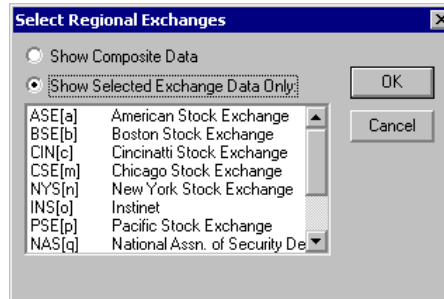 Select Regional Exchanges
Show Composite Data
Show Selected Exchange Data Only:
OK
Cancel
ASE[a] American Stock Exchange
BSE[b] Boston Stock Exchange
CIN[c] Cincinatti Stock Exchange
CSE[m] Chicago Stock Exchange
NYS[n] New York Stock Exchange
INS[o] Instinet
PSE[p] Pacific Stock Exchange
NAS[q] National Assn. of Security De